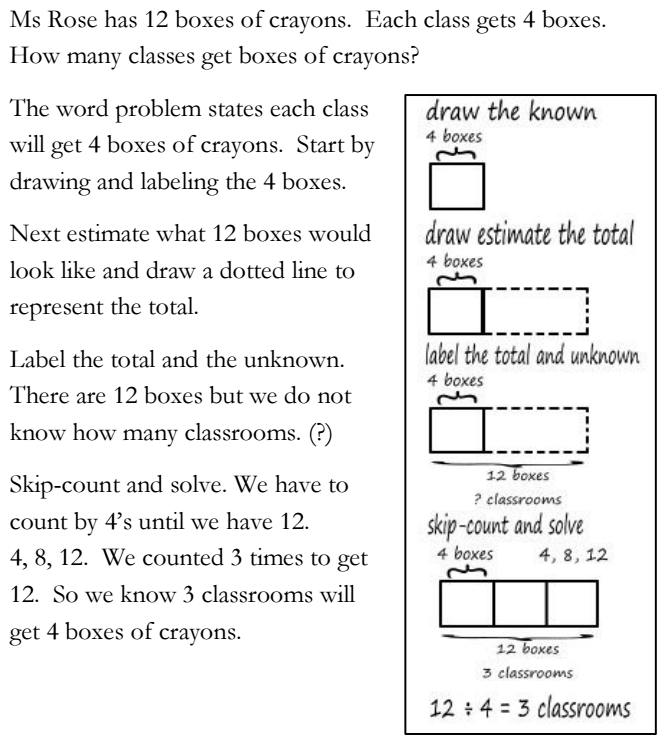 Ms Rose has 12 boxes of crayons.  Each class gets 4 boxes.
How many classes get boxes of crayons?
The word problem states each class
will get 4 boxes of crayons.  Start by
drawing and labeling the 4 boxes.
Next estimate what 12 boxes would
look like and draw a dotted line to
represent the total.
Label the total and the unknown.
There are 12 boxes but we do not
know how many classrooms. (?)
Skip-count and solve. We have to
count by 4’s until we have 12.
4, 8, 12.  We counted 3 times to get
12.  So we know 3 classrooms will
get 4 boxes of crayons.
draw the known
4 boxes
draw estimate the total
4 boxes
label the total and unknown
4 boxes
12 boxes
? classrooms
skip-count and solve
4 boxes 4, 8, 12
12 boxes
3 classrooms
12 ÷ 4 = 3 classrooms